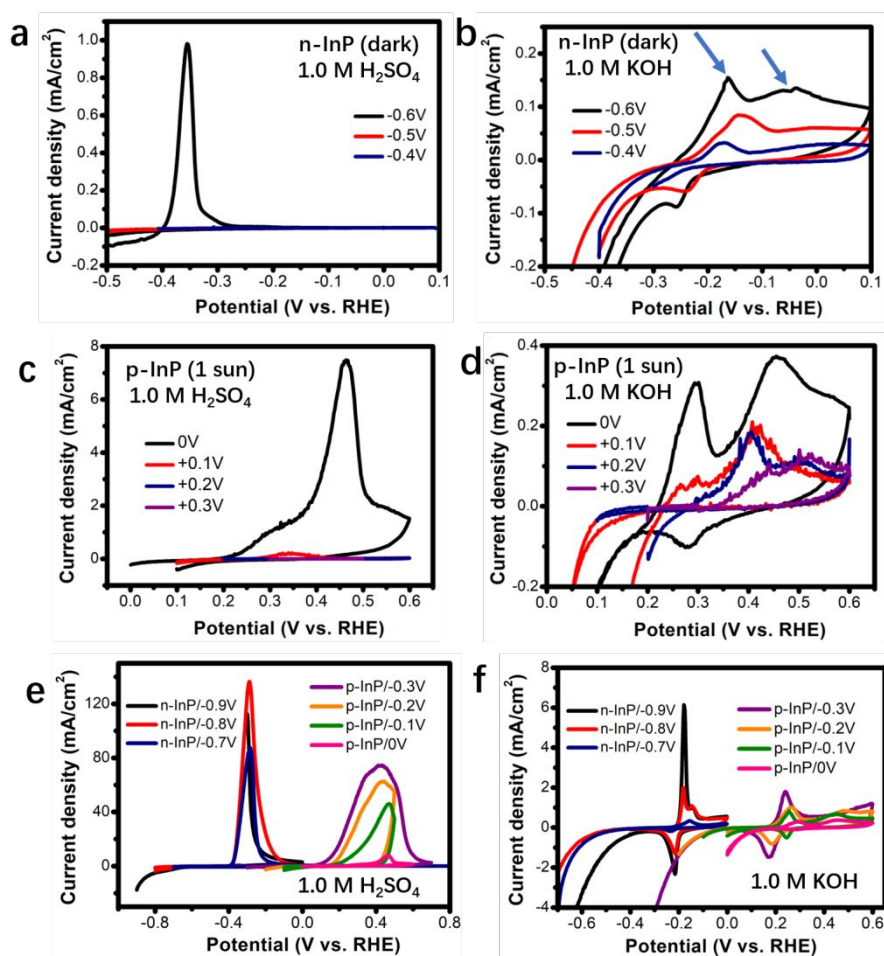 a
n-InP (dark)
1.0 M H₂SO₄
-0.6V
-0.5V
-0.4V
Current density (mA/cm²)
1.0
0.8
0.6
0.4
0.2
0.0
-0.2
-0.5 -0.4 -0.3 -0.2 -0.1 0.0 0.1
Potential (V vs. RHE)
b
n-InP (dark)
1.0 M KOH
-0.6V
-0.5V
-0.4V
Current density (mA/cm²)
0.3
0.2
0.1
0.0
-0.1
-0.2
-0.5 -0.4 -0.3 -0.2 -0.1 0.0 0.1
Potential (V vs. RHE)
c
p-InP (1 sun)
1.0 M H₂SO₄
0V
+0.1V
+0.2V
+0.3V
Current density (mA/cm²)
8
6
4
2
0
0.0 0.1 0.2 0.3 0.4 0.5 0.6
Potential (V vs. RHE)
d
p-InP (1 sun)
1.0 M KOH
0V
+0.1V
+0.2V
+0.3V
Current density (mA/cm²)
0.4
0.2
0.0
-0.2
0.0 0.1 0.2 0.3 0.4 0.5 0.6
Potential (V vs. RHE)
e
n-InP/-0.9V
n-InP/-0.8V
n-InP/-0.7V
p-InP/-0.3V
p-InP/-0.2V
p-InP/-0.1V
p-InP/0V
1.0 M H₂SO₄
Current density (mA/cm²)
120
80
40
0
-0.8 -0.4 0.0 0.4 0.8
Potential (V vs. RHE)
f
n-InP/-0.9V
n-InP/-0.8V
n-InP/-0.7V
p-InP/-0.3V
p-InP/-0.2V
p-InP/-0.1V
p-InP/0V
1.0 M KOH
Current density (mA/cm²)
8
6
4
2
0
-2
-4
-0.6 -0.4 -0.2 0.0 0.2 0.4 0.6
Potential (V vs. RHE)